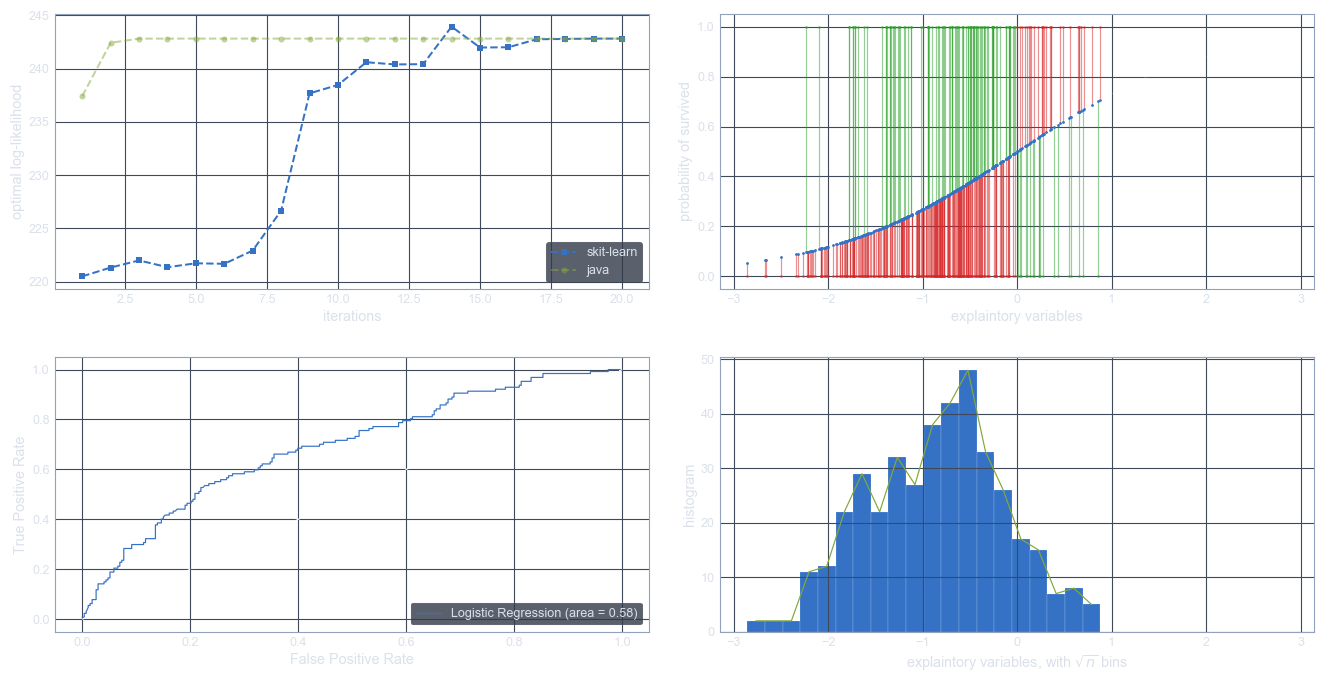 245
240
235
230
225
220
optimal log-likelihood
skit-learn
java
2.5 5.0 7.5 10.0 12.5 15.0 17.5 20.0
iterations
1.0
0.8
0.6
0.4
0.2
0.0
probability of survived
−3 −2 −1 0 1 2 3
explaintory variables
1.0
0.8
0.6
0.4
0.2
0.0
True Positive Rate
Logistic Regression (area = 0.58)
0.0 0.2 0.4 0.6 0.8 1.0
False Positive Rate
50
40
30
20
10
0
histogram
−3 −2 −1 0 1 2 3
explaintory variables, with √n bins